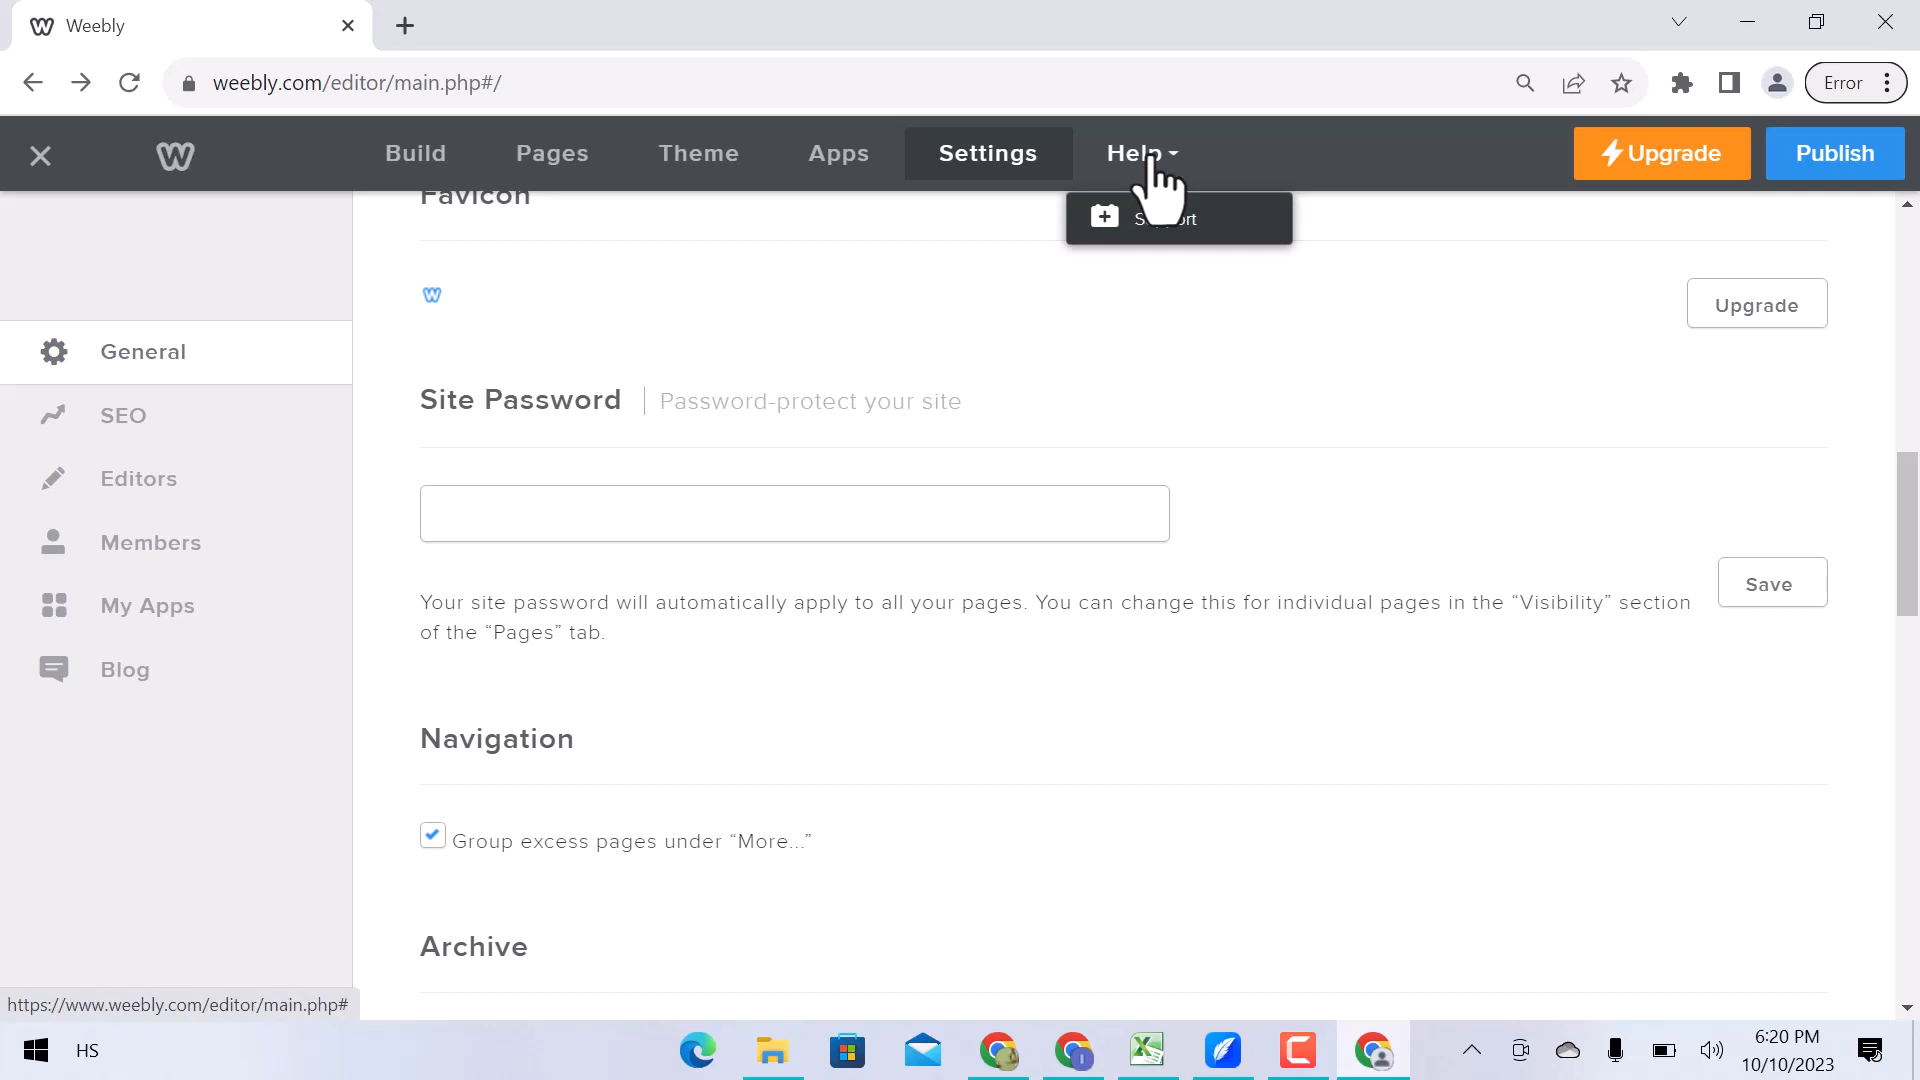 Weebly
weebly.com/editor/main.php#/
Error
Build Pages Theme Apps Settings Help
Upgrade Publish
Favicon
Upgrade
General
SEO
Editors
Members
My Apps
Blog
Site Password Password-protect your site
Your site password will automatically apply to all your pages. You can change this for individual pages in the “Visibility” section
of the “Pages” tab.
Save
Navigation
Group excess pages under “More...”
Archive
https://www.weebly.com/editor/main.php#
HS
6:20 PM
10/10/2023